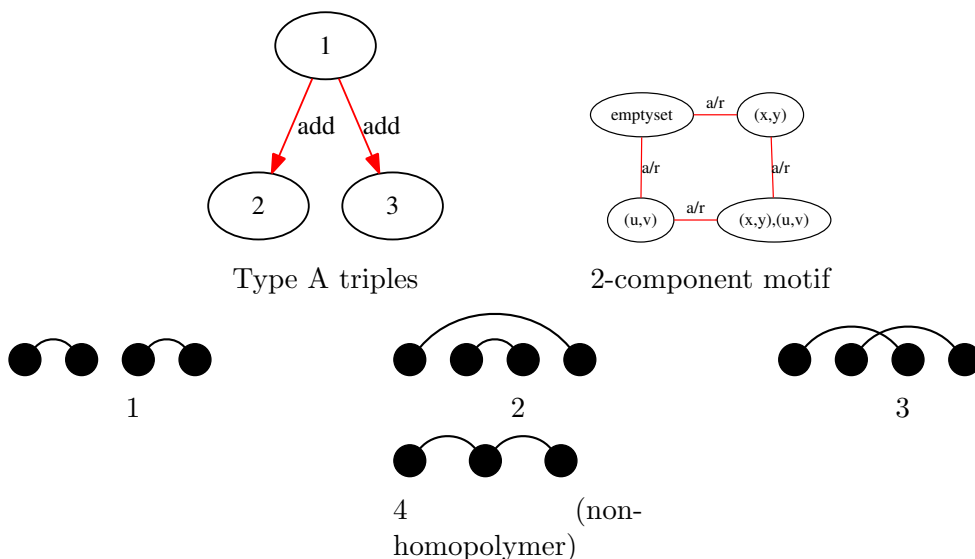 1
add add
2 3
Type A triples
emptyset a/r (x,y)
a/r a/r
(u,v) a/r (x,y),(u,v)
2-component motif
1 2 3
4 (non-
homopolymer)